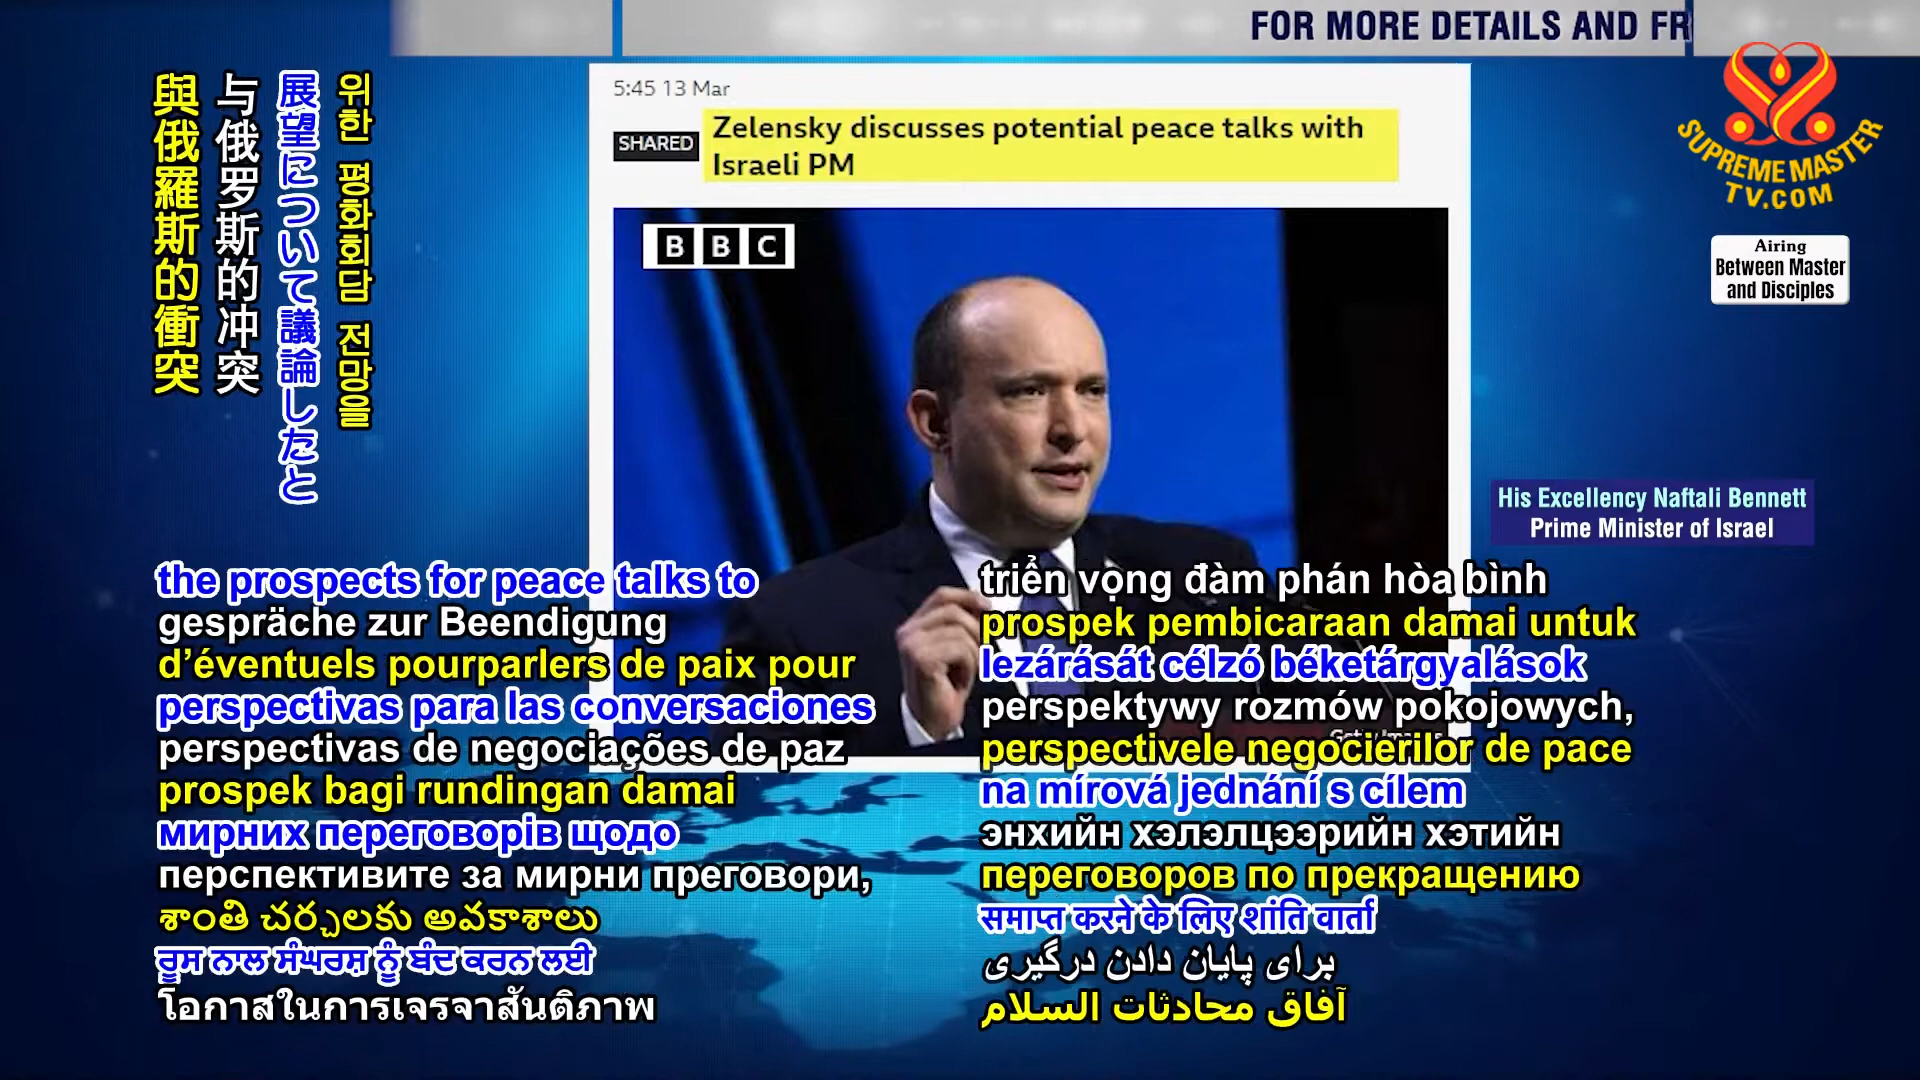 FOR MORE DETAILS AND FR
SUPREME MASTER
TV.COM
Airing
Between Master
and Disciples
5:45 13 Mar
SHARED
Zelensky discusses potential peace talks with
Israeli PM
BBC
위한 평화회담 전망을
展望について議論したと
与俄罗斯的冲突
與俄羅斯的衝突
His Excellency Naftali Bennett
Prime Minister of Israel
the prospects for peace talks to
gespräche zur Beendigung
d’éventuels pourparlers de paix pour
perspectivas para las conversaciones
perspectivas de negociações de paz
prospek bagi rundingan damai
мирних переговорів щодо
перспективите за мирни преговори,
శాంతి చర్చలకు అవకాశాలు
ਰੂਸ ਨਾਲ ਸੰਘਰਸ਼ ਨੂੰ ਬੰਦ ਕਰਨ ਲਈ
โอกาสในการเจรจาสันติภาพ
triển vọng đàm phán hòa bình
prospek pembicaraan damai untuk
lezárását célzó béketárgyalások
perspektywy rozmów pokojowych,
perspectivele negocierilor de pace
na mírová jednání s cílem
энхийн хэлэлцээрийн хэтийн
переговоров по прекращению
समाप्त करने के लिए शांति वार्ता
برای پایان دادن درگیری
آفاق محادثات السلام